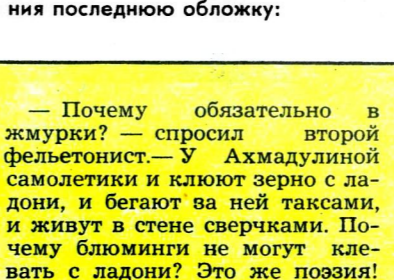 ния последнюю обложку:
— Почему обязательно в
жмурки? — спросил второй
фельетонист.— У Ахмадулиной
самолетики и клюют зерно с ла-
дони, и бегают за ней таксами,
и живут в стене сверчками. По-
чему блюминги не могут кле-
вать с ладони? Это же поэзия!